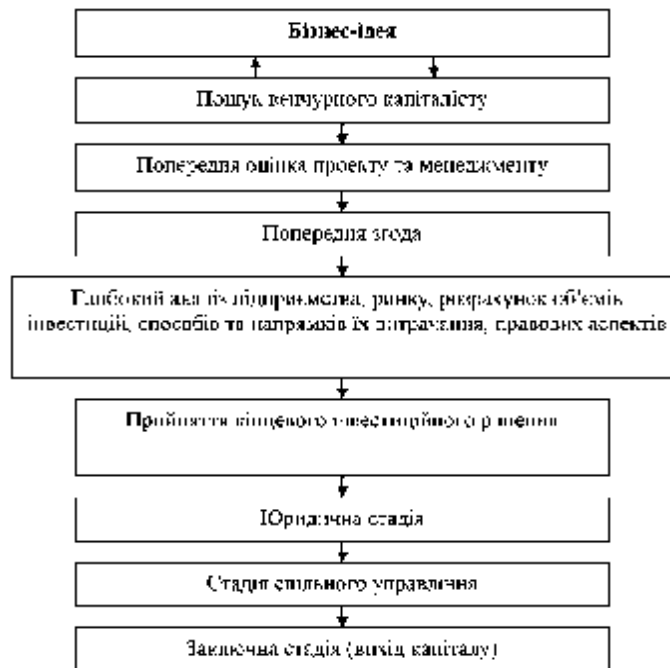 Бізнес-ідея
Пошук венчурного капіталісту
Попередня оцінка проекту та менеджменту
Попередня згода
Глибокий аналіз підприємства, ринку, розрахунок об'ємів
інвестицій, способів та напрямків їх витрачання, правових аспектів
Прийняття кінцевого інвестиційного рішення
Юридична стадія
Стадія спільного управління
Заключна стадія (вихід капіталу)